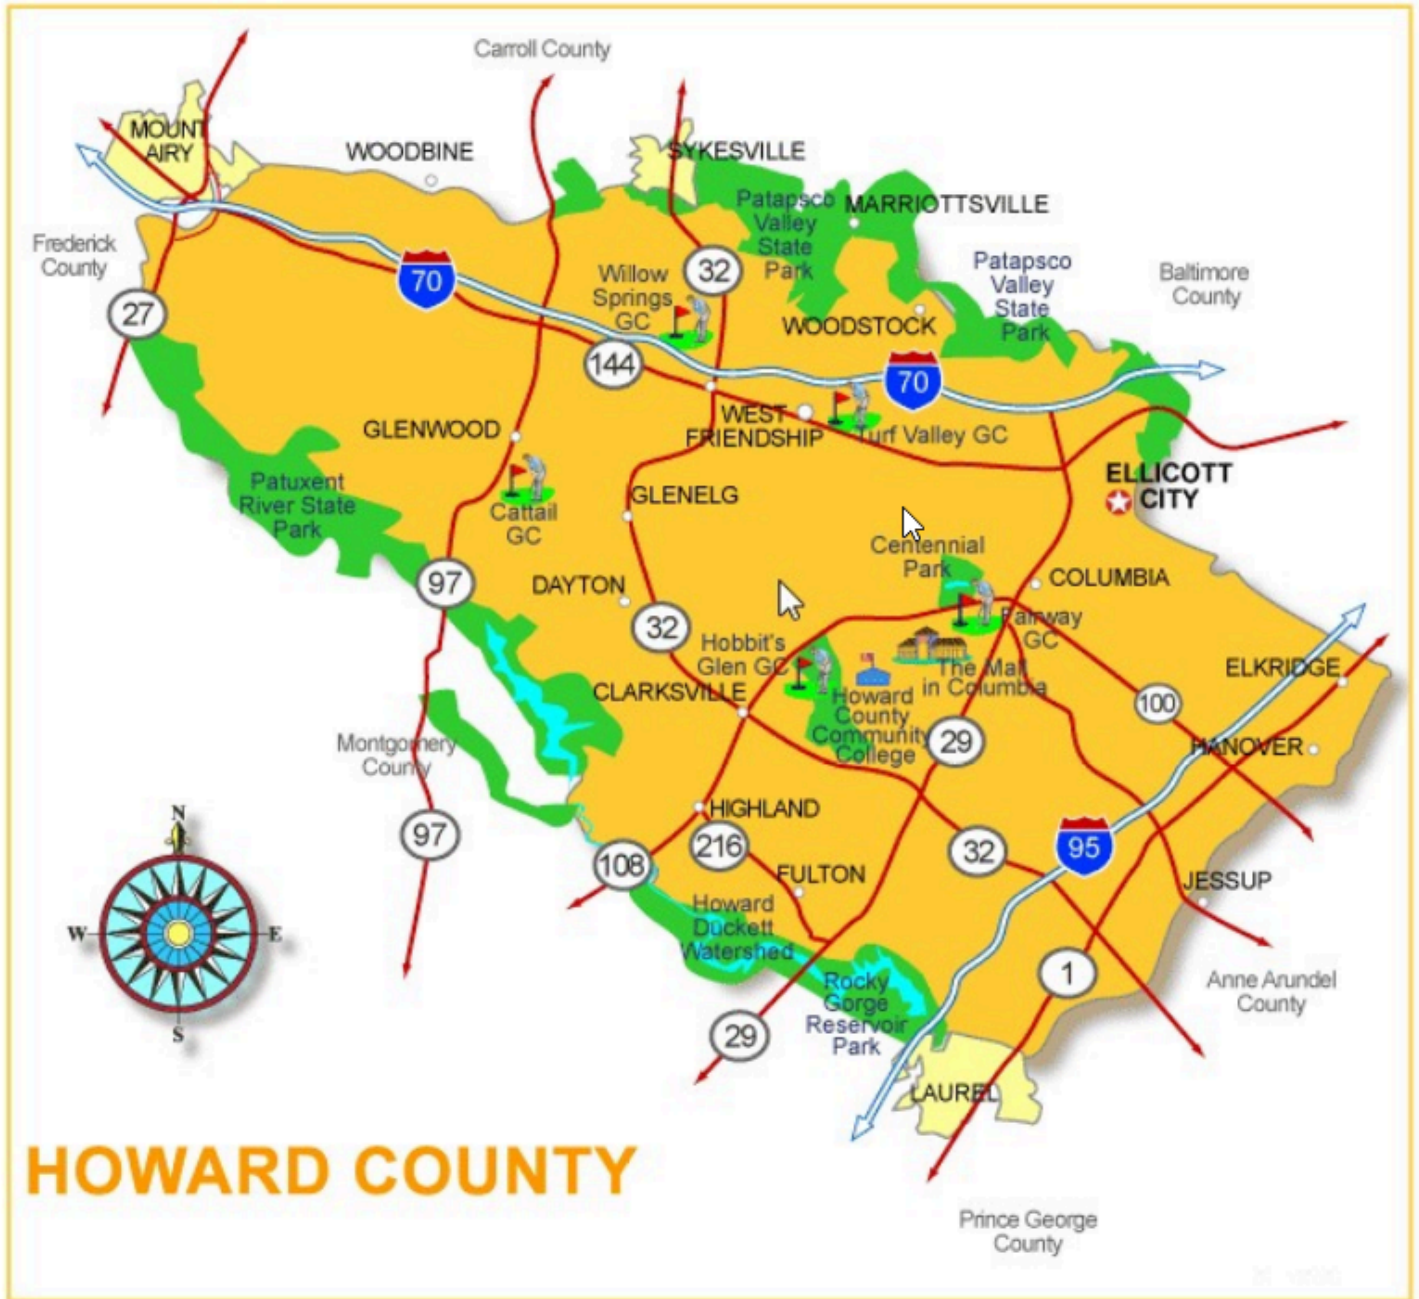 Carroll County
MOUNT
AIRY
WOODBINE
SYKESVILLE
Patapsco
Valley
State
Park
MARRIOTTSVILLE
Frederick
County
Patapsco
Valley
State
Park
Baltimore
County
70
32
Willow
Springs
GC
27
WOODSTOCK
144
70
WEST
FRIENDSHIP
Turf Valley GC
GLENWOOD
ELLICOTT
CITY
Patuxent
River State
Park
GLENELG
Cattail
GC
Centennial
Park
97
DAYTON
COLUMBIA
32
Fairway
GC
Hobbit's
Glen GC
The Mall
in Columbia
ELKRIDGE
CLARKSVILLE
Howard
County
Community
College
100
29
HANOVER
Montgomery
County
HIGHLAND
97
216
108
32
95
FULTON
JESSUP
N
W
E
S
Howard
Duckett
Watershed
1
Rocky
Gorge
Reservoir
Park
Anne Arundel
County
29
LAUREL
HOWARD COUNTY
Prince George
County